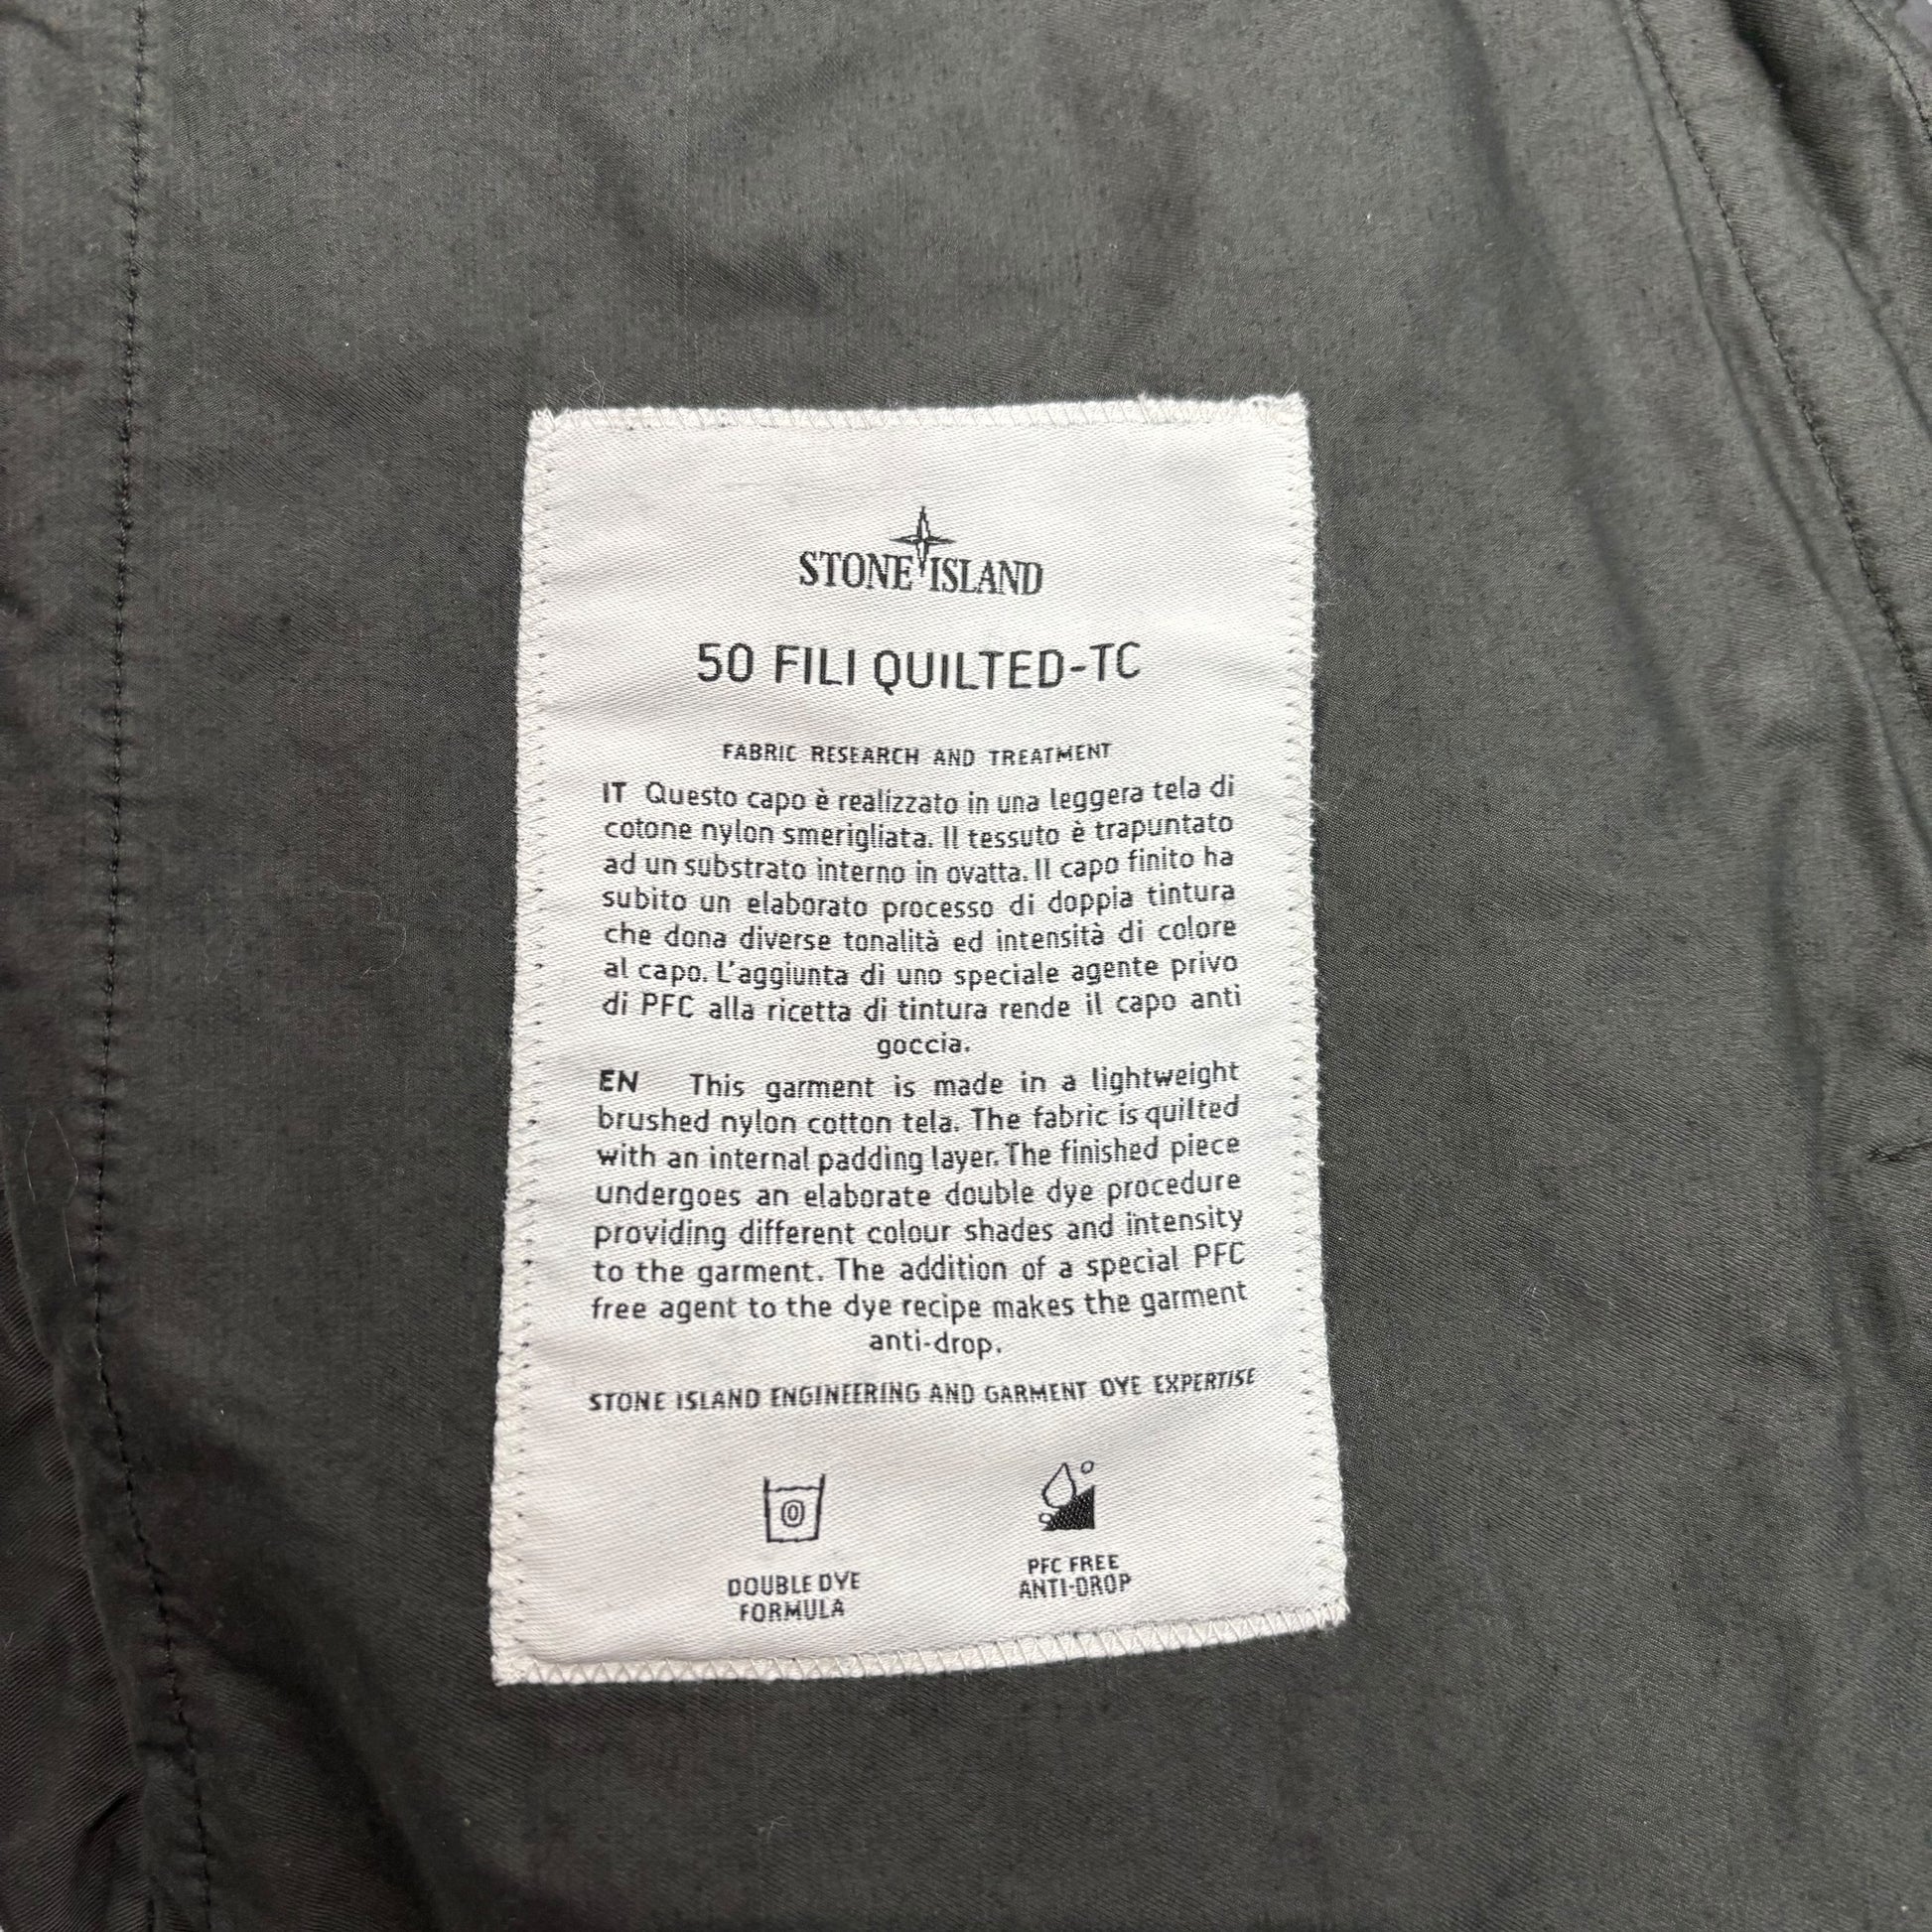 STONE ISLAND
50 FILI QUILTED-TC
FABRIC RESEARCH AND TREATMENT
IT Questo capo è realizzato in una leggera tela di
cotone nylon smerigliata. Il tessuto è trapuntato
ad un substrato interno in ovatta. Il capo finito ha
subito un elaborato processo di doppia tintura
che dona diverse tonalità ed intensità di colore
al capo. L'aggiunta di uno speciale agente privo
di PFC alla ricetta di tintura rende il capo anti
goccia.
EN This garment is made in a lightweight
brushed nylon cotton tela. The fabric is quilted
with an internal padding layer. The finished piece
undergoes an elaborate double dye procedure
providing different colour shades and intensity
to the garment. The addition of a special PFC
free agent to the dye recipe makes the garment
anti-drop.
STONE ISLAND ENGINEERING AND GARMENT DYE EXPERTISE
0
DOUBLE DYE
FORMULA
PFC FREE
ANTI-DROP